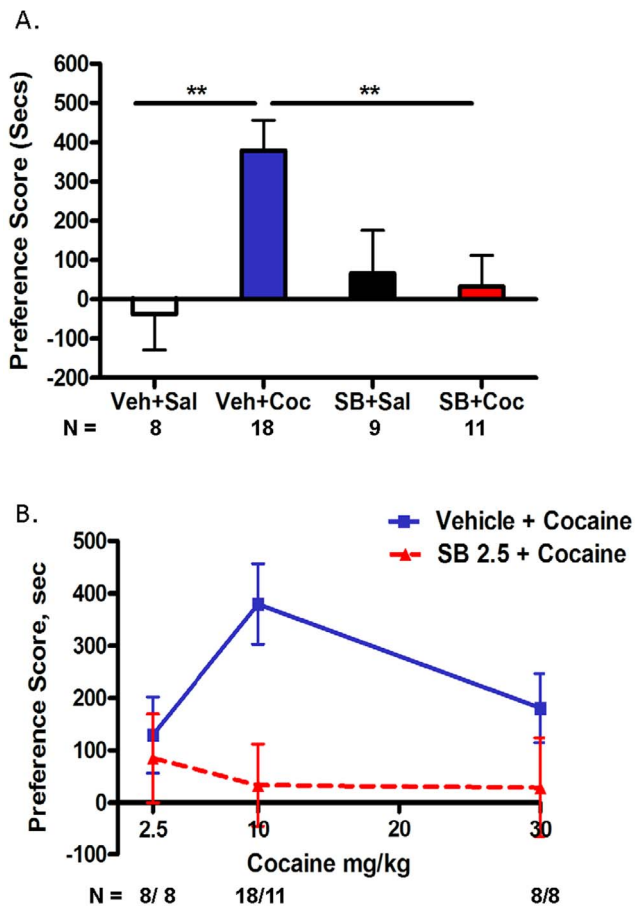 A.
Preference Score (Secs)
600
500
400
300
200
100
0
-100
-200
** **
Veh+Sal Veh+Coc SB+Sal SB+Coc
N = 8 18 9 11
B.
Vehicle + Cocaine
SB 2.5 + Cocaine
Preference Score, sec
500
400
300
200
100
0
-100
2.5 10 20 30
Cocaine mg/kg
N = 8/ 8 18/11 8/8